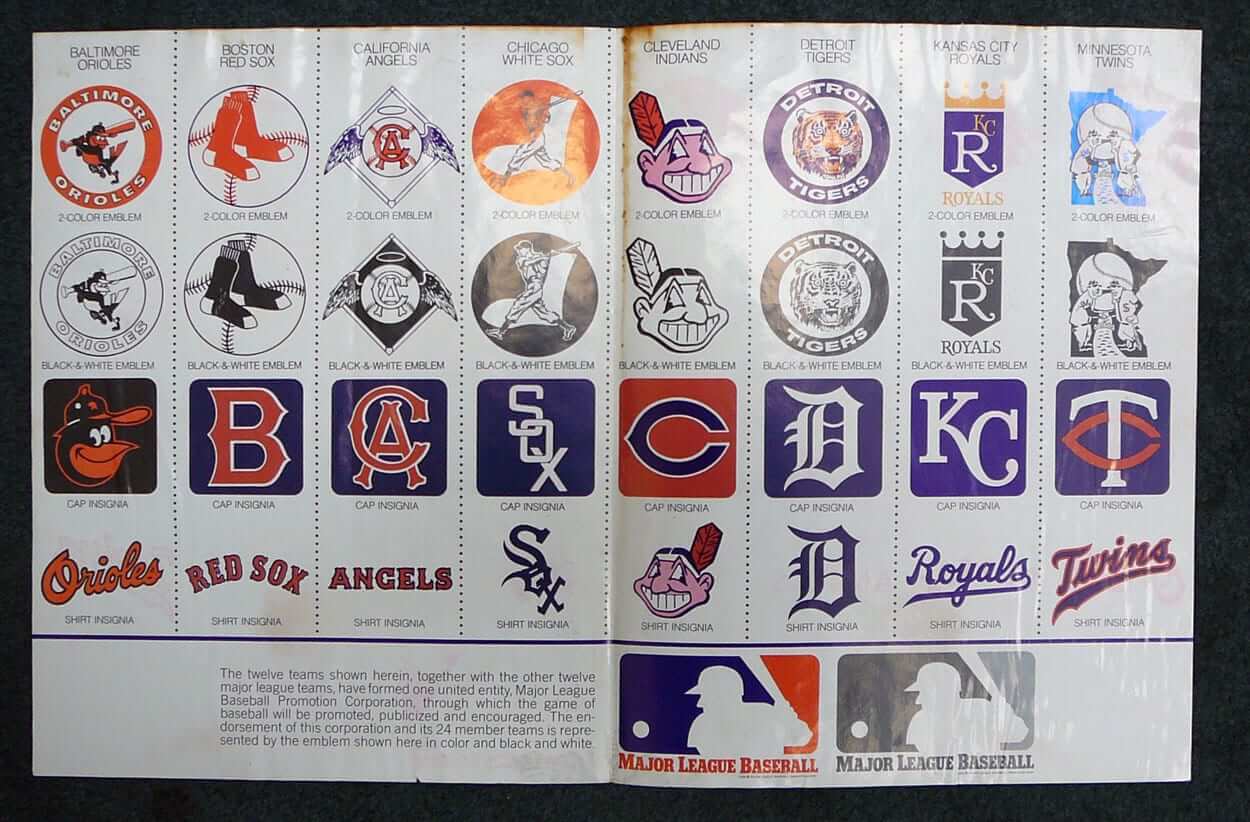 BALTIMORE
ORIOLES
BOSTON
RED SOX
CALIFORNIA
ANGELS
CHICAGO
WHITE SOX
CLEVELAND
INDIANS
DETROIT
TIGERS
KANSAS CITY
ROYALS
MINNESOTA
TWINS
BALTIMORE
ORIOLES
CA
DETROIT
TIGERS
KC
R
ROYALS
2-COLOR EMBLEM
2-COLOR EMBLEM
2-COLOR EMBLEM
2-COLOR EMBLEM
2-COLOR EMBLEM
2-COLOR EMBLEM
2-COLOR EMBLEM
2-COLOR EMBLEM
BALTIMORE
ORIOLES
CA
DETROIT
TIGERS
KC
R
ROYALS
BLACK-&-WHITE EMBLEM
BLACK-&-WHITE EMBLEM
BLACK-&-WHITE EMBLEM
BLACK-&-WHITE EMBLEM
BLACK-&-WHITE EMBLEM
BLACK-&-WHITE EMBLEM
BLACK-&-WHITE EMBLEM
BLACK-&-WHITE EMBLEM
B
CA
SOX
C
D
KC
TC
CAP INSIGNIA
CAP INSIGNIA
CAP INSIGNIA
CAP INSIGNIA
CAP INSIGNIA
CAP INSIGNIA
CAP INSIGNIA
CAP INSIGNIA
Orioles
RED SOX
ANGELS
Sox
D
Royals
Twins
SHIRT INSIGNIA
SHIRT INSIGNIA
SHIRT INSIGNIA
SHIRT INSIGNIA
SHIRT INSIGNIA
SHIRT INSIGNIA
SHIRT INSIGNIA
SHIRT INSIGNIA
The twelve teams shown herein, together with the other twelve
major league teams, have formed one united entity, Major League
Baseball Promotion Corporation, through which the game of
baseball will be promoted, publicized and encouraged. The en-
dorsement of this corporation and its 24 member teams is repre-
sented by the emblem shown here in color and black and white.
MAJOR LEAGUE BASEBALL
MAJOR LEAGUE BASEBALL